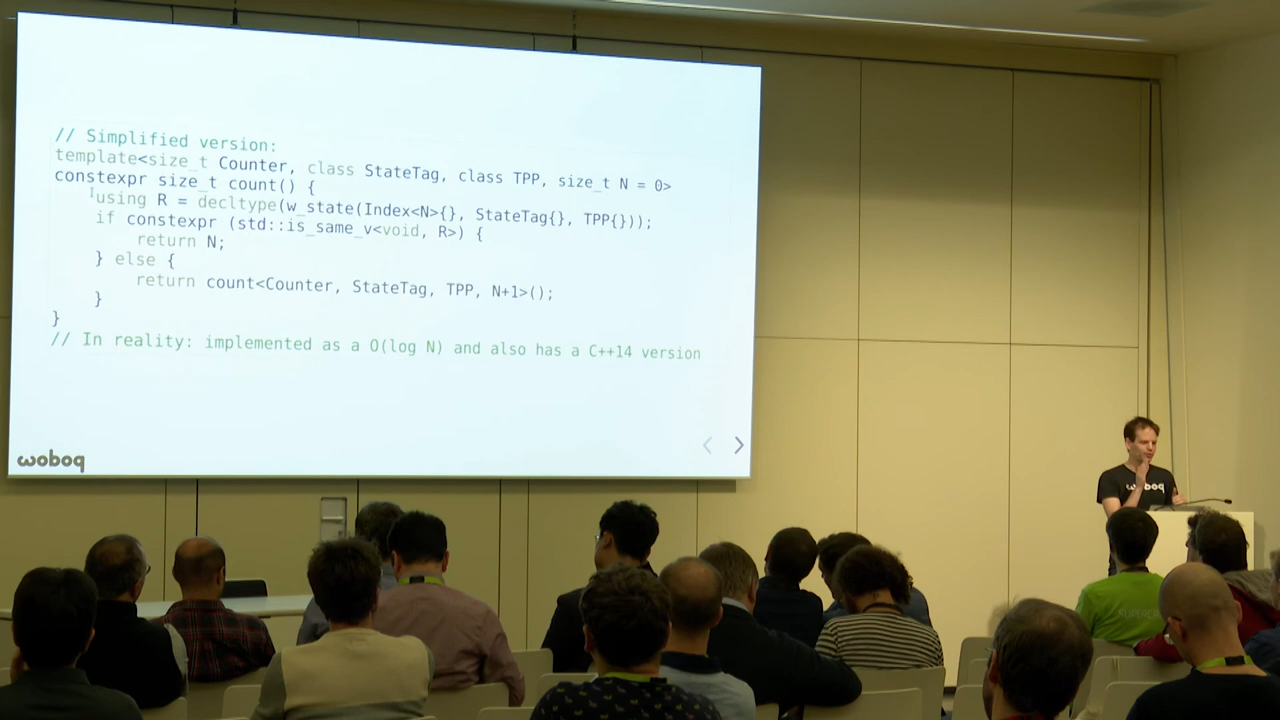 // Simplified version:
template<size_t Counter, class StateTag, class TPP, size_t N = 0>
constexpr size_t count() {
    using R = decltype(w_state(Index<N>{}, StateTag{}, TPP{}));
    if constexpr (std::is_same_v<void, R>) {
        return N;
    } else {
        return count<Counter, StateTag, TPP, N+1>();
    }
}
// In reality: implemented as a O(log N) and also has a C++14 version
woboq
woboq